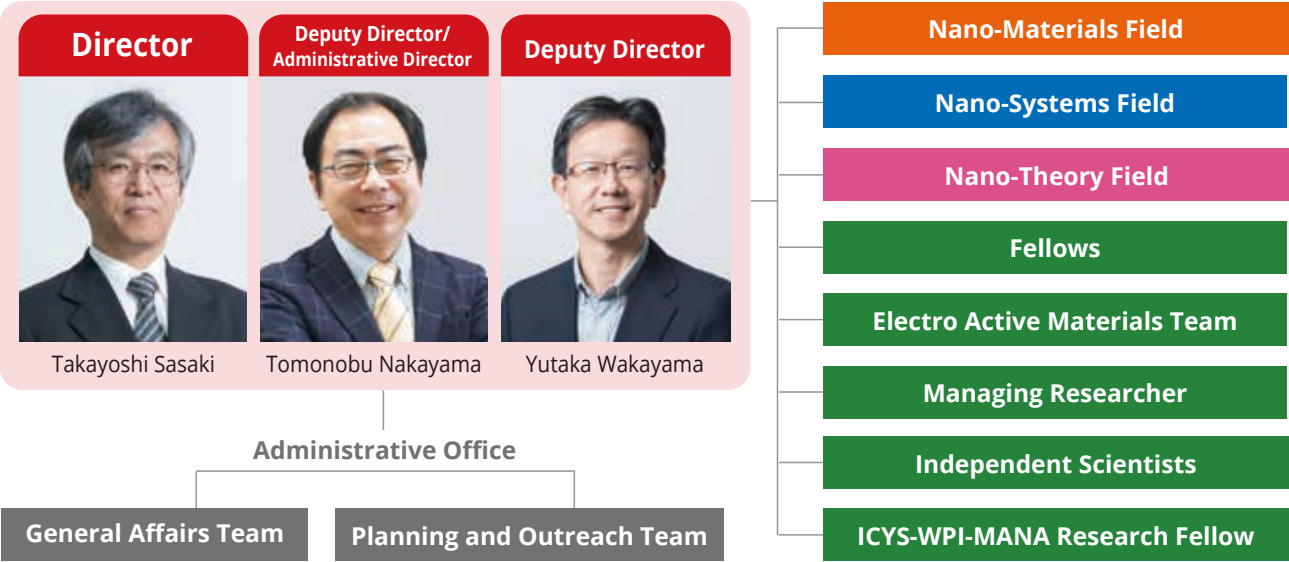 Director
Deputy Director/
Administrative Director
Deputy Director
Takayoshi Sasaki
Tomonobu Nakayama
Yutaka Wakayama
Administrative Office
General Affairs Team
Planning and Outreach Team
Nano-Materials Field
Nano-Systems Field
Nano-Theory Field
Fellows
Electro Active Materials Team
Managing Researcher
Independent Scientists
ICYS-WPI-MANA Research Fellow